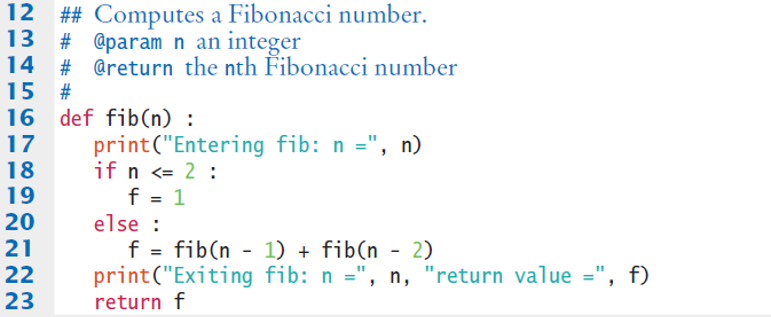 12 ## Computes a Fibonacci number.
13 # @param n an integer
14 # @return the nth Fibonacci number
15 #
16 def fib(n) :
17 print("Entering fib: n =", n)
18 if n <= 2 :
19 f = 1
20 else :
21 f = fib(n - 1) + fib(n - 2)
22 print("Exiting fib: n =", n, "return value =", f)
23 return f